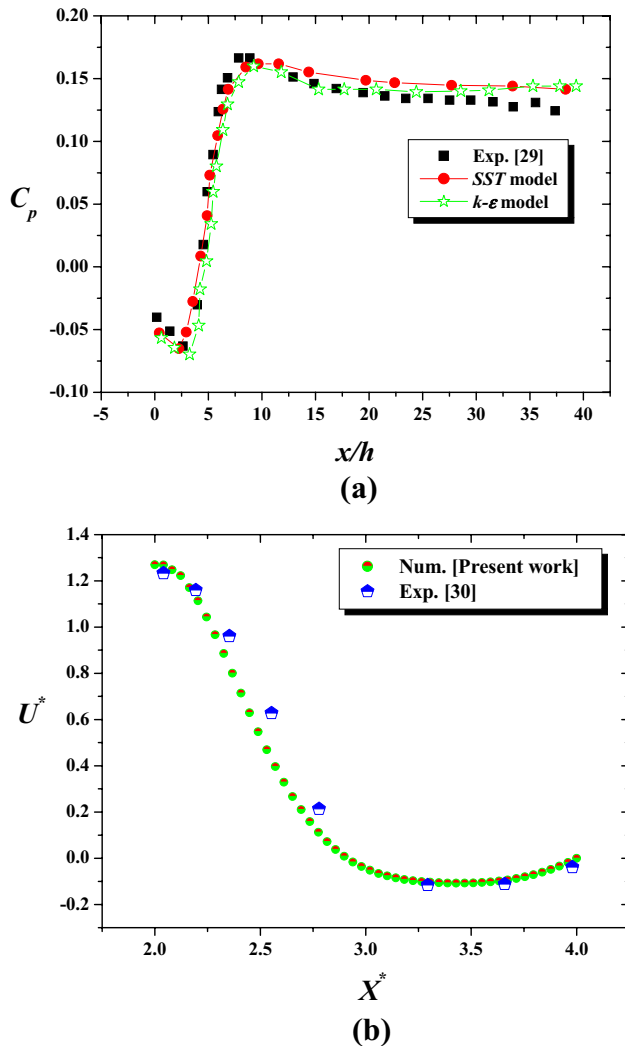 0.20
0.15
0.10
0.05
0.00
-0.05
-0.10
C_p
Exp. [29]
SST model
k-ε model
-5 0 5 10 15 20 25 30 35 40
x/h
(a)
1.4
1.2
1.0
0.8
0.6
0.4
0.2
0.0
-0.2
U*
Num. [Present work]
Exp. [30]
2.0 2.5 3.0 3.5 4.0
X*
(b)